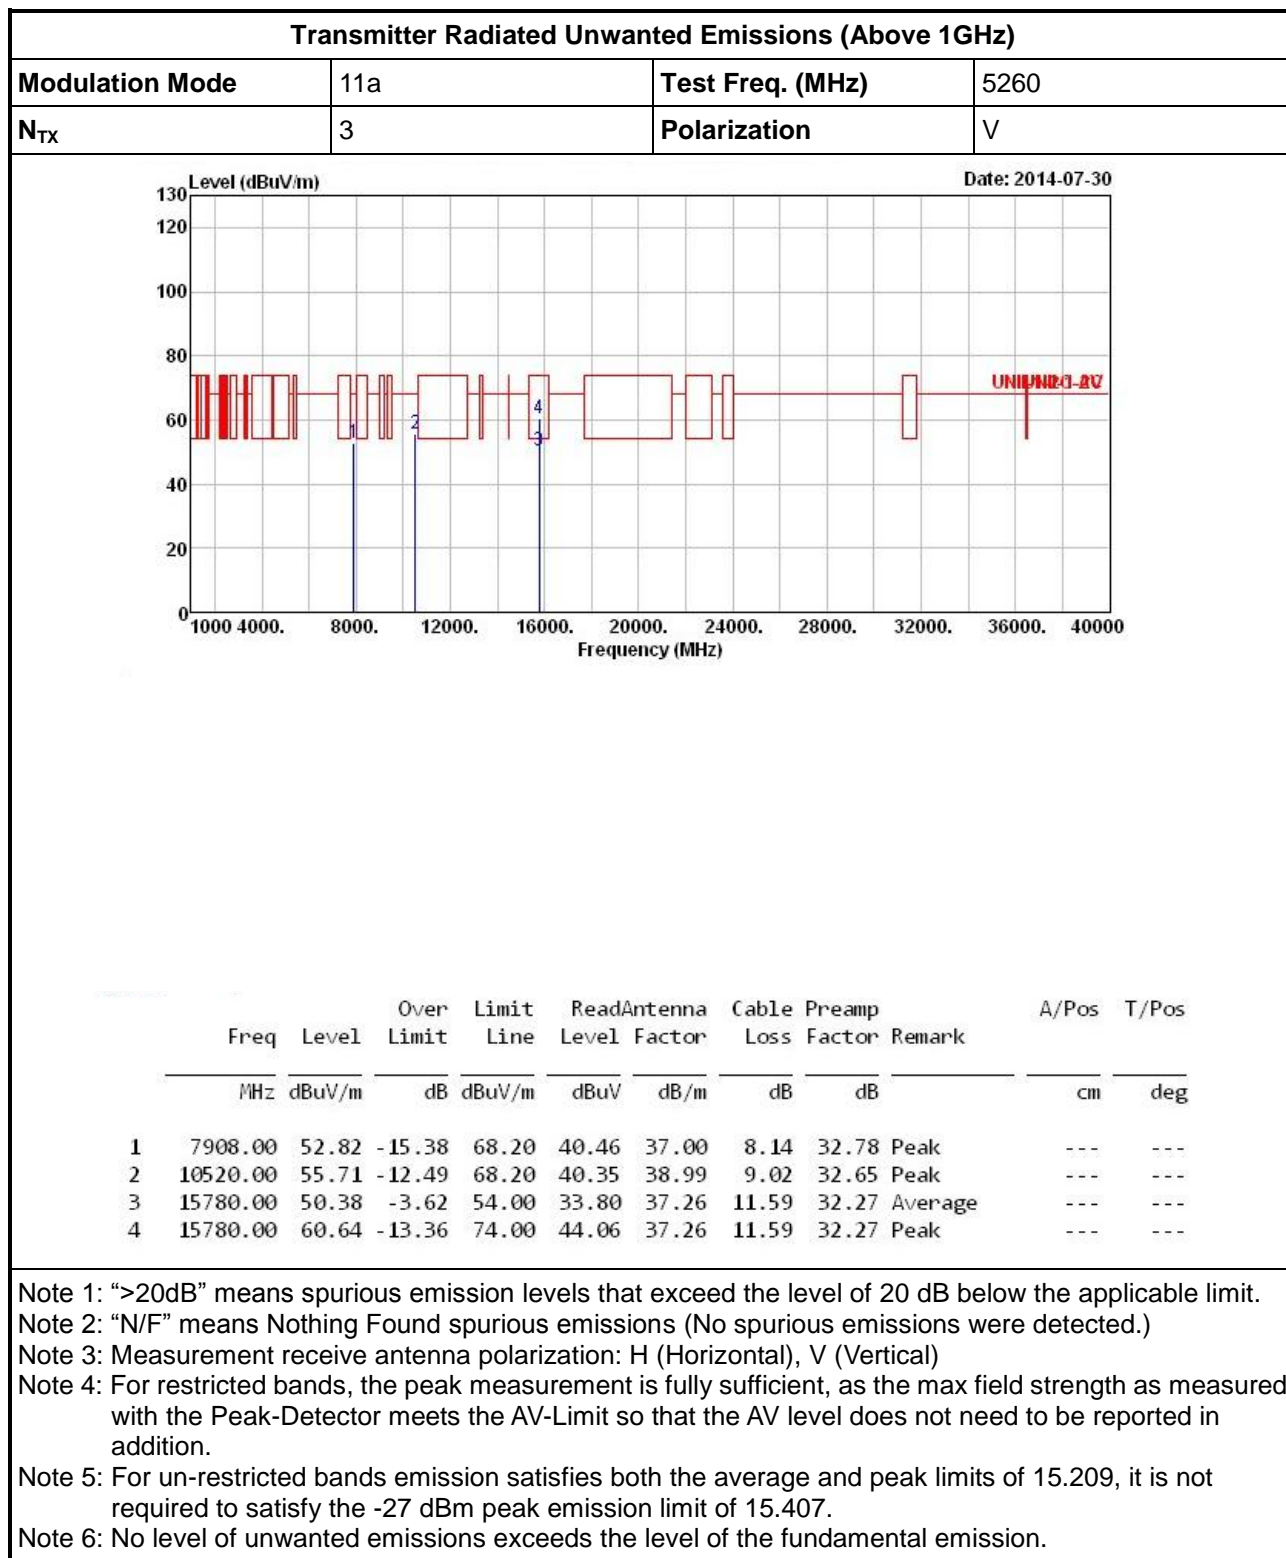 Transmitter Radiated Unwanted Emissions (Above 1GHz)
Modulation Mode 11a Test Freq. (MHz) 5260
NTX 3 Polarization V
Level (dBuV/m) Date: 2014-07-30
130
120
100
80
60
40
20
0
1
2
4
3
1000 4000. 8000. 12000. 16000. 20000. 24000. 28000. 32000. 36000. 40000
Frequency (MHz)
Over Limit ReadAntenna Cable Preamp A/Pos T/Pos
Freq Level Limit Line Level Factor Loss Factor Remark
MHz dBuV/m dB dBuV/m dBuV dB/m dB dB cm deg
1 7908.00 52.82 -15.38 68.20 40.46 37.00 8.14 32.78 Peak --- ---
2 10520.00 55.71 -12.49 68.20 40.35 38.99 9.02 32.65 Peak --- ---
3 15780.00 50.38 -3.62 54.00 33.80 37.26 11.59 32.27 Average --- ---
4 15780.00 60.64 -13.36 74.00 44.06 37.26 11.59 32.27 Peak --- ---
Note 1: “>20dB” means spurious emission levels that exceed the level of 20 dB below the applicable limit.
Note 2: “N/F” means Nothing Found spurious emissions (No spurious emissions were detected.)
Note 3: Measurement receive antenna polarization: H (Horizontal), V (Vertical)
Note 4: For restricted bands, the peak measurement is fully sufficient, as the max field strength as measured
with the Peak-Detector meets the AV-Limit so that the AV level does not need to be reported in
addition.
Note 5: For un-restricted bands emission satisfies both the average and peak limits of 15.209, it is not
required to satisfy the -27 dBm peak emission limit of 15.407.
Note 6: No level of unwanted emissions exceeds the level of the fundamental emission.